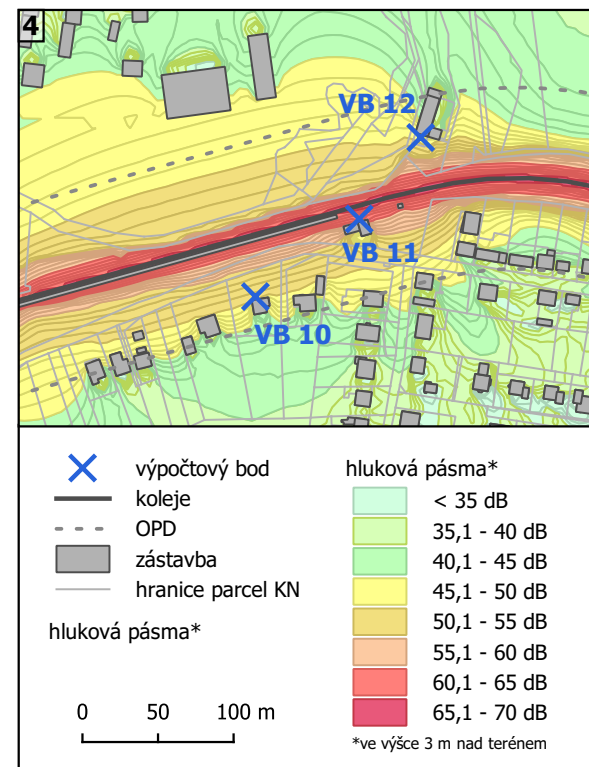 4
VB 12
VB 11
VB 10
výpočtový bod
koleje
OPD
zástavba
hranice parcel KN
hluková pásma*
0 50 100 m
hluková pásma*
< 35 dB
35,1 - 40 dB
40,1 - 45 dB
45,1 - 50 dB
50,1 - 55 dB
55,1 - 60 dB
60,1 - 65 dB
65,1 - 70 dB
*ve výšce 3 m nad terénem